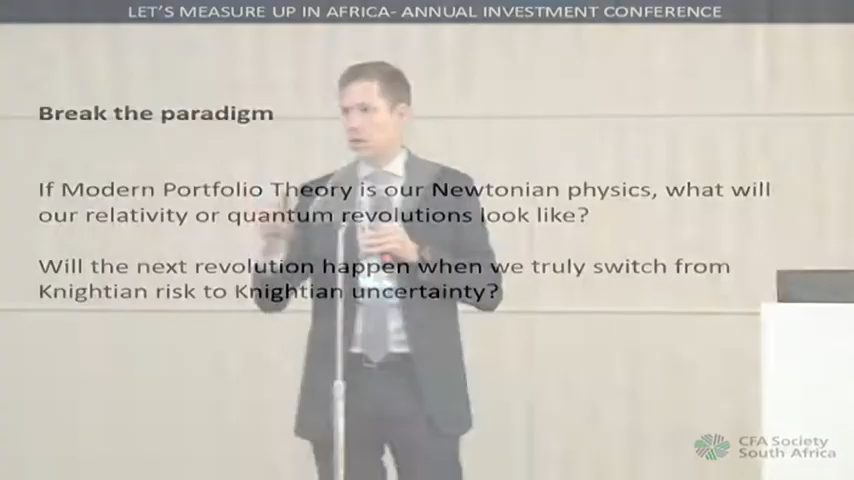 LET'S MEASURE UP IN AFRICA- ANNUAL INVESTMENT CONFERENCE
Break the paradigm
If Modern Portfolio Theory is our Newtonian physics, what will
our relativity or quantum revolutions look like?
Will the next revolution happen when we truly switch from
Knightian risk to Knightian uncertainty?
CFA Society
South Africa